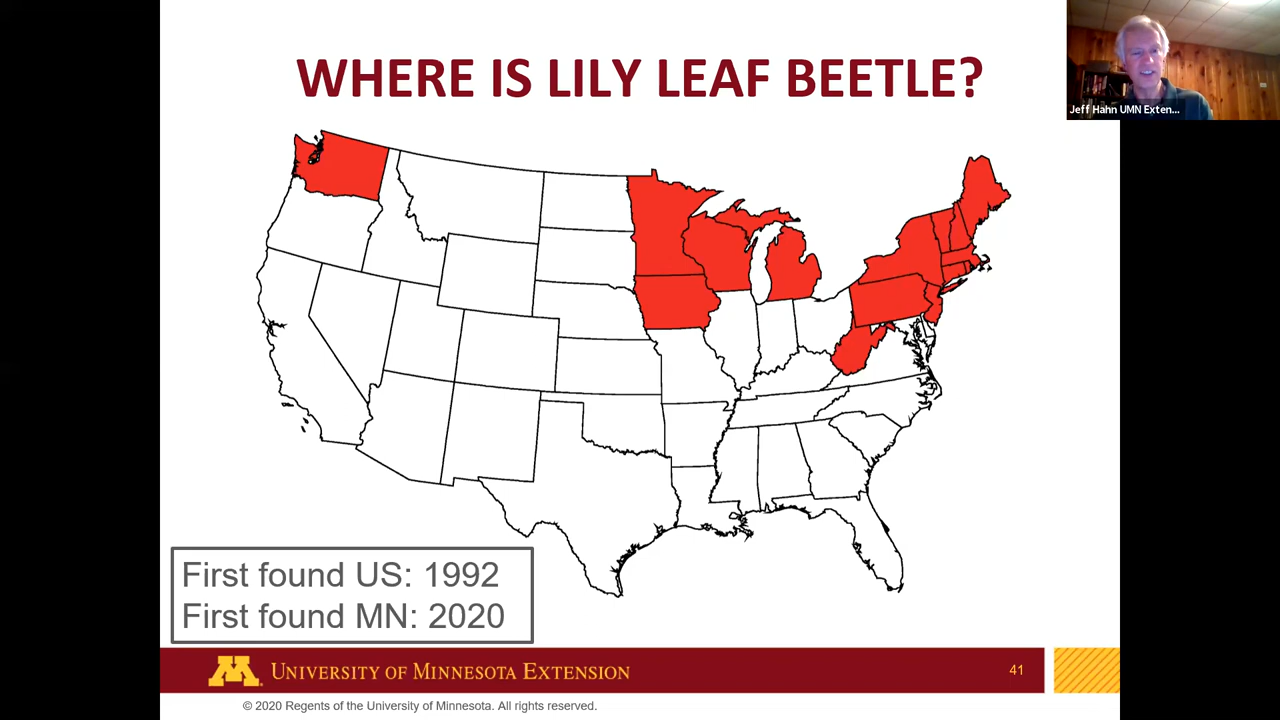 WHERE IS LILY LEAF BEETLE?
Jeff Hahn UMN Exten...
First found US: 1992
First found MN: 2020
M
UNIVERSITY OF MINNESOTA EXTENSION
41
© 2020 Regents of the University of Minnesota. All rights reserved.